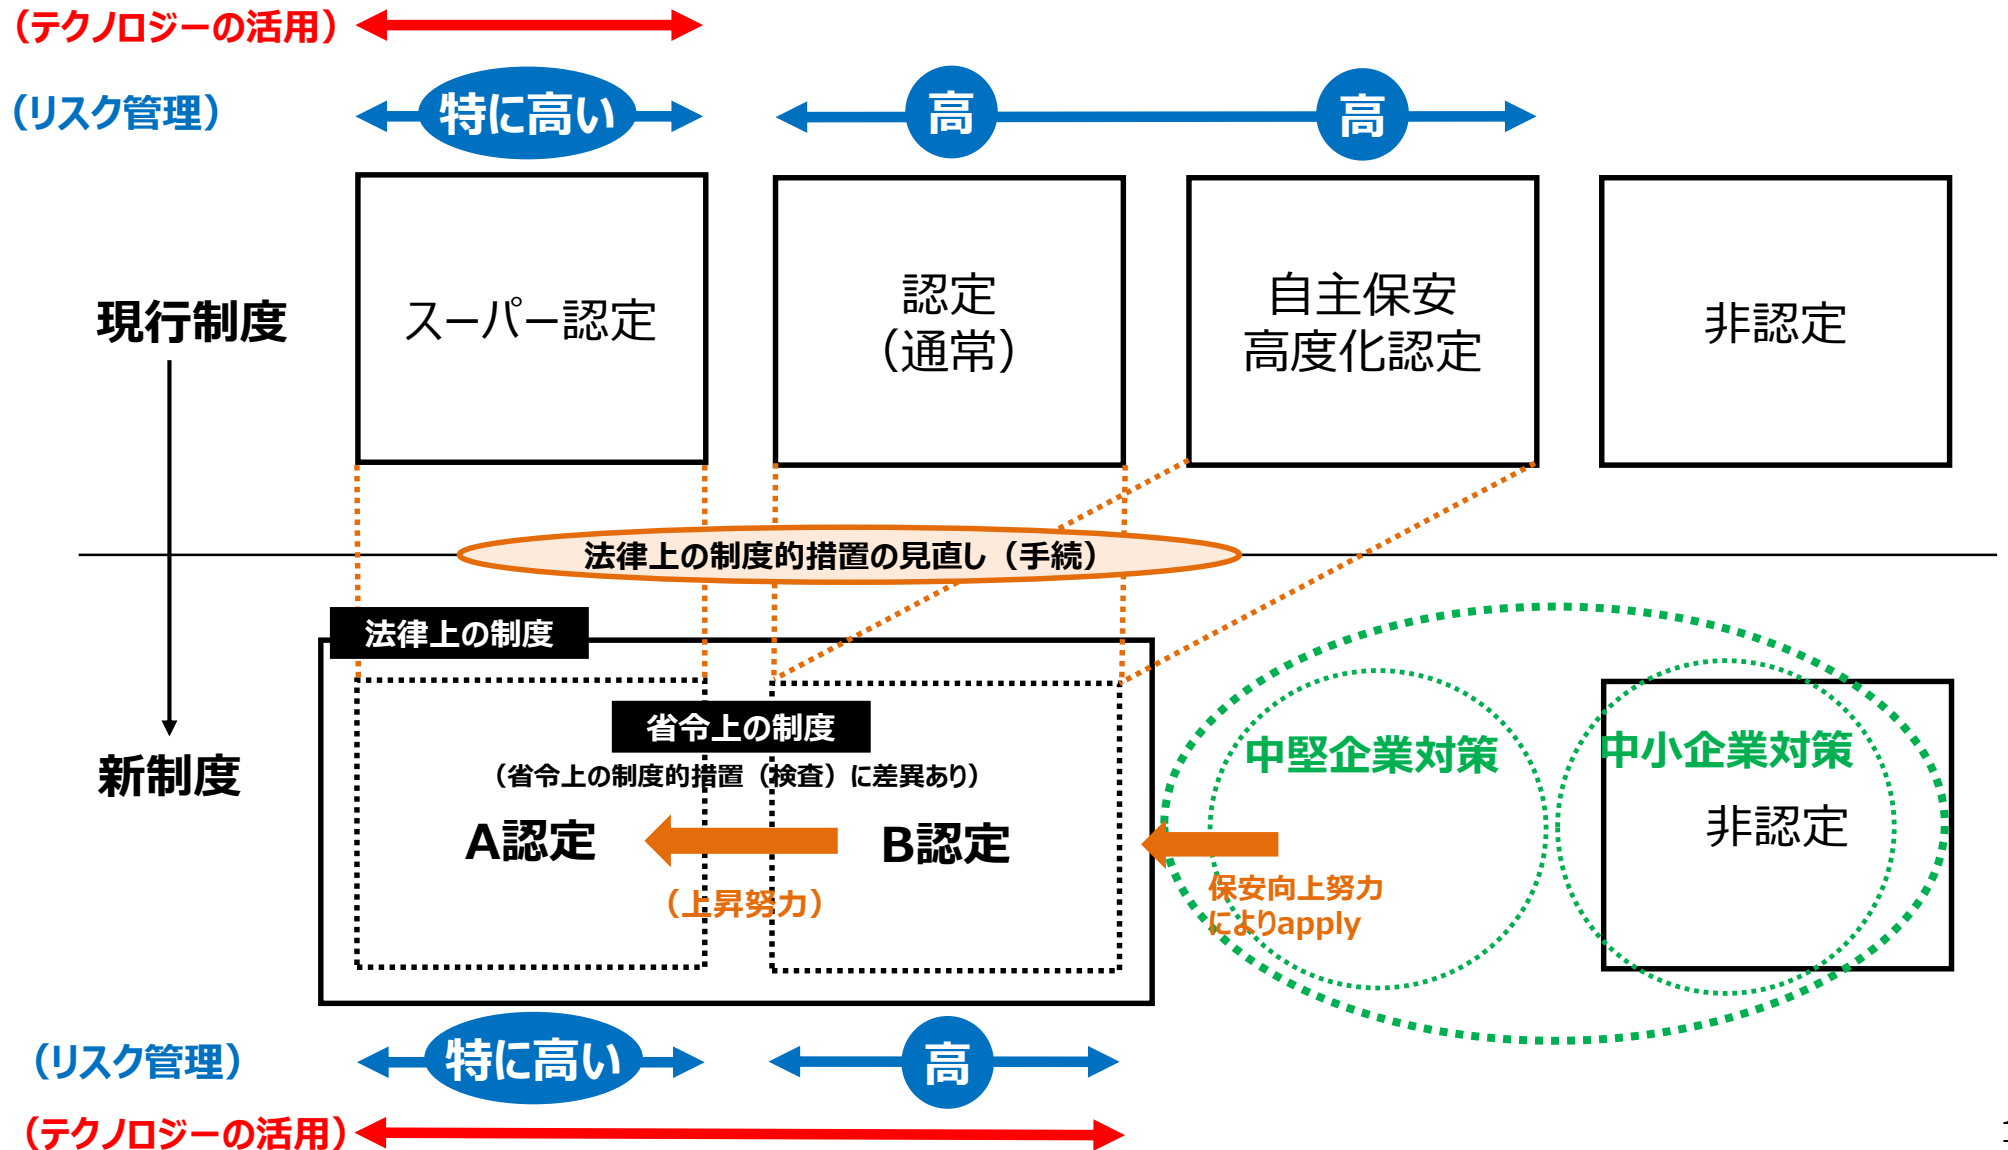 （テクノロジーの活用）
（リスク管理）
特に高い
高
高
現行制度
スーパー認定
認定
（通常）
自主保安
高度化認定
非認定
法律上の制度的措置の見直し（手続）
法律上の制度
省令上の制度
（省令上の制度的措置（検査）に差異あり）
新制度
A認定
B認定
（上昇努力）
中堅企業対策
中小企業対策
非認定
保安向上努力
によりapply
（リスク管理）
特に高い
高
（テクノロジーの活用）